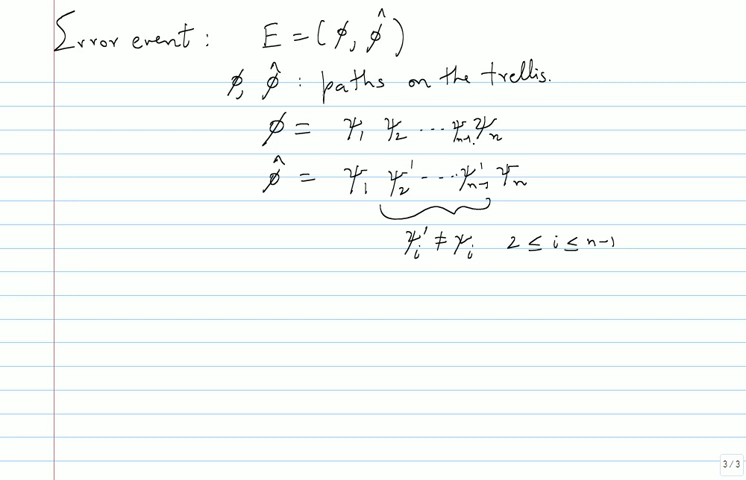 Error event : E = (φ, φ̂)
φ, φ̂ : paths on the trellis.
φ = ψ₁ ψ₂ ... ψₙ₋₁ ψₙ
φ̂ = ψ₁ ψ₂' ... ψₙ₋₁' ψₙ
ψᵢ' ≠ ψᵢ 2 ≤ i ≤ n-1
3 / 3